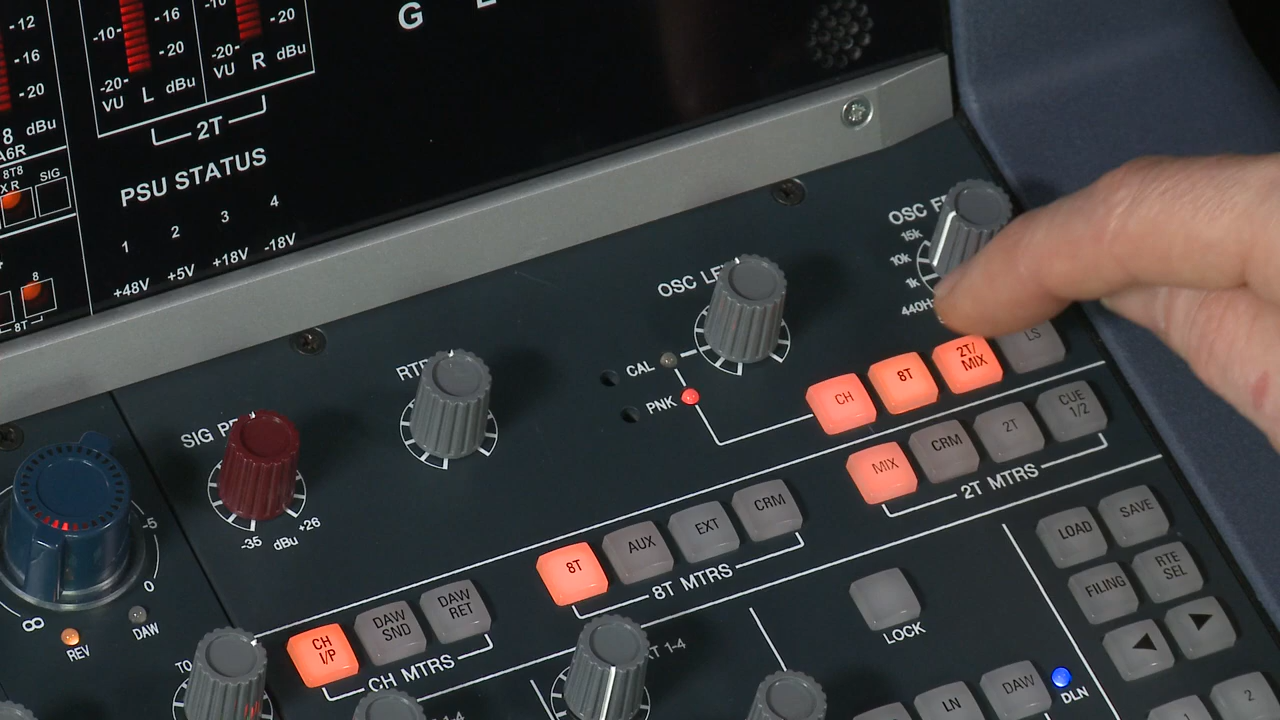 -12
-16
-20
8 dBu
A6R
8T8
R
SIG
8
8T
-10-
-20-
VU
L
-16
-20
dBu
-20-
VU
R
-20
dBu
2T
G
PSU STATUS
1 2 3 4
+48V +5V +18V -18V
OSC
15k
10k
1k
LS
CAL
PNK
CH
8T
2T/
MIX
MIX
CRM
2T
CUE
1/2
2T MTRS
8T
AUX
EXT
CRM
8T MTRS
CH
I/P
DAW
SND
DAW
RET
CH MTRS
SIG
-35 dBu +26
-5
0
∞
REV
DAW
TO
LOCK
LOAD
SAVE
FILING
RTE
SEL
LN
DAW
DLN
2